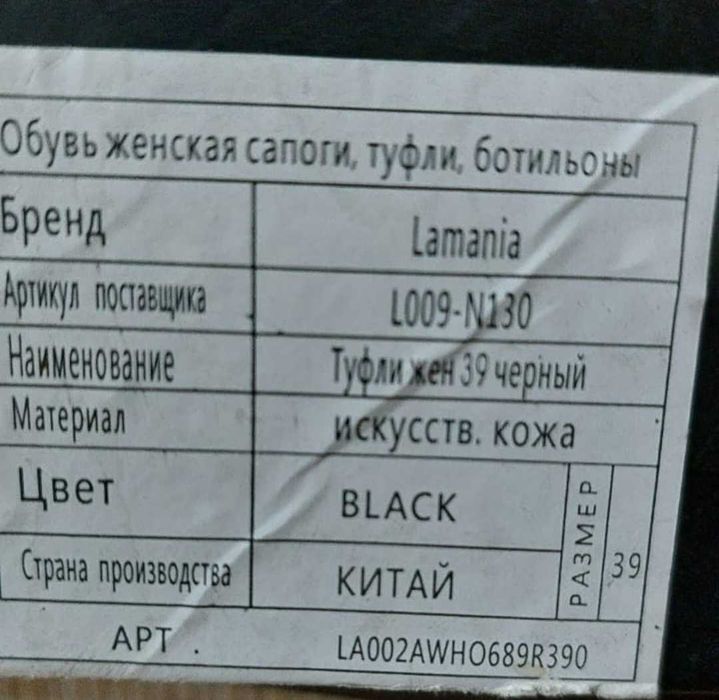 Обувь женская сапоги, туфли, ботильоны
Бренд Lamania
Артикул поставщика L009-N130
Наименование Туфли жен 39 черный
Материал искусств. кожа
Цвет BLACK
РАЗМЕР 39
Страна производства КИТАЙ
АРТ . LA002AWHO689R390